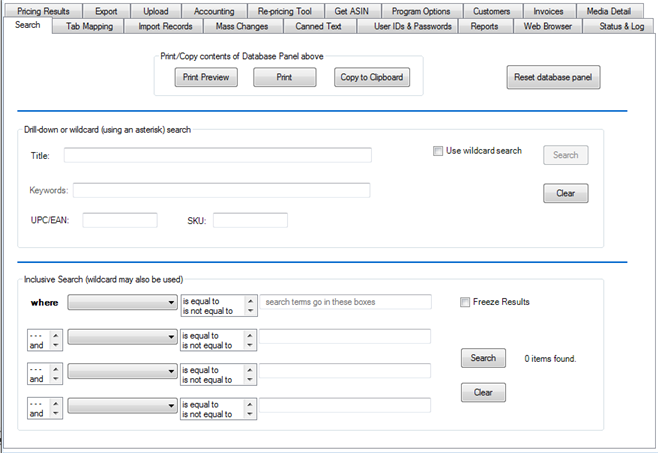 Pricing Results Export Upload Accounting Re-pricing Tool Get ASIN Program Options Customers Invoices Media Detail
Search Tab Mapping Import Records Mass Changes Canned Text User IDs & Passwords Reports Web Browser Status & Log
Print/Copy contents of Database Panel above
Print Preview Print Copy to Clipboard Reset database panel
Drill-down or wildcard (using an asterisk) search
Title: Use wildcard search Search
Keywords: Clear
UPC/EAN: SKU:
Inclusive Search (wildcard may also be used)
where is equal to search terms go in these boxes Freeze Results
is not equal to
--- is equal to
and is not equal to
Search 0 items found.
--- is equal to
and is not equal to
Clear
--- is equal to
and is not equal to